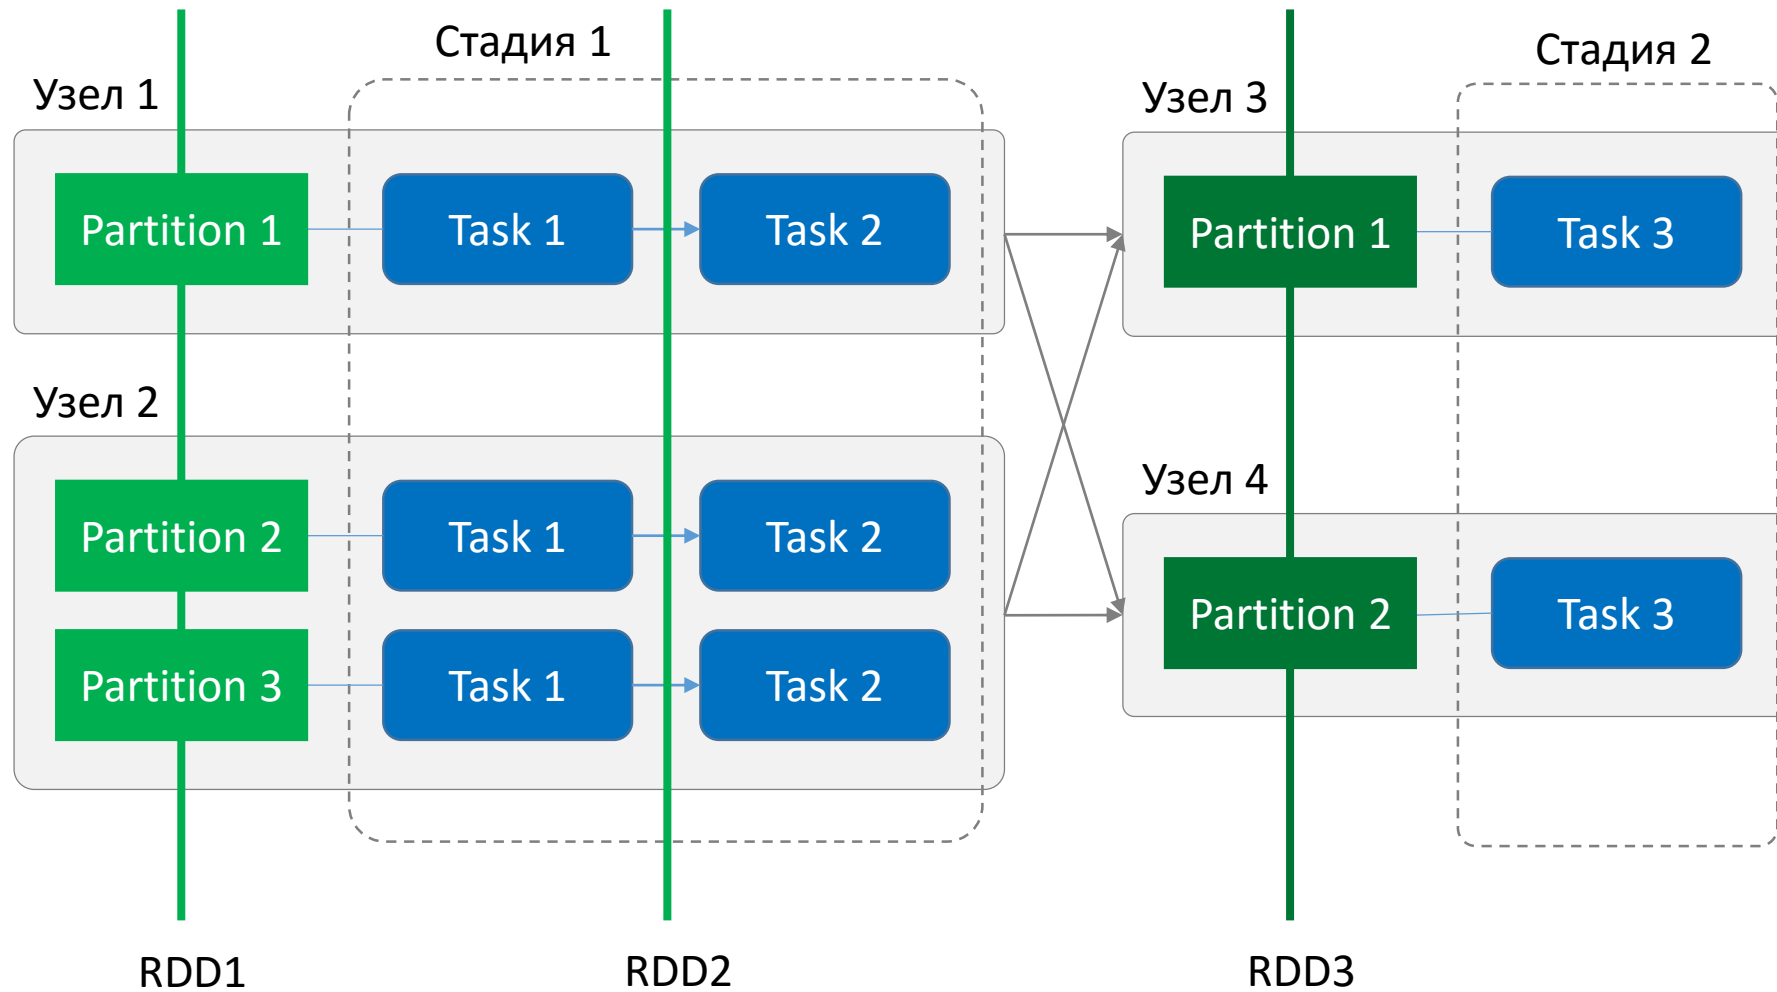 Стадия 1
Стадия 2
Узел 1
Узел 3
Partition 1
Task 1
Task 2
Partition 1
Task 3
Узел 2
Узел 4
Partition 2
Task 1
Task 2
Partition 2
Task 3
Partition 3
Task 1
Task 2
RDD1
RDD2
RDD3